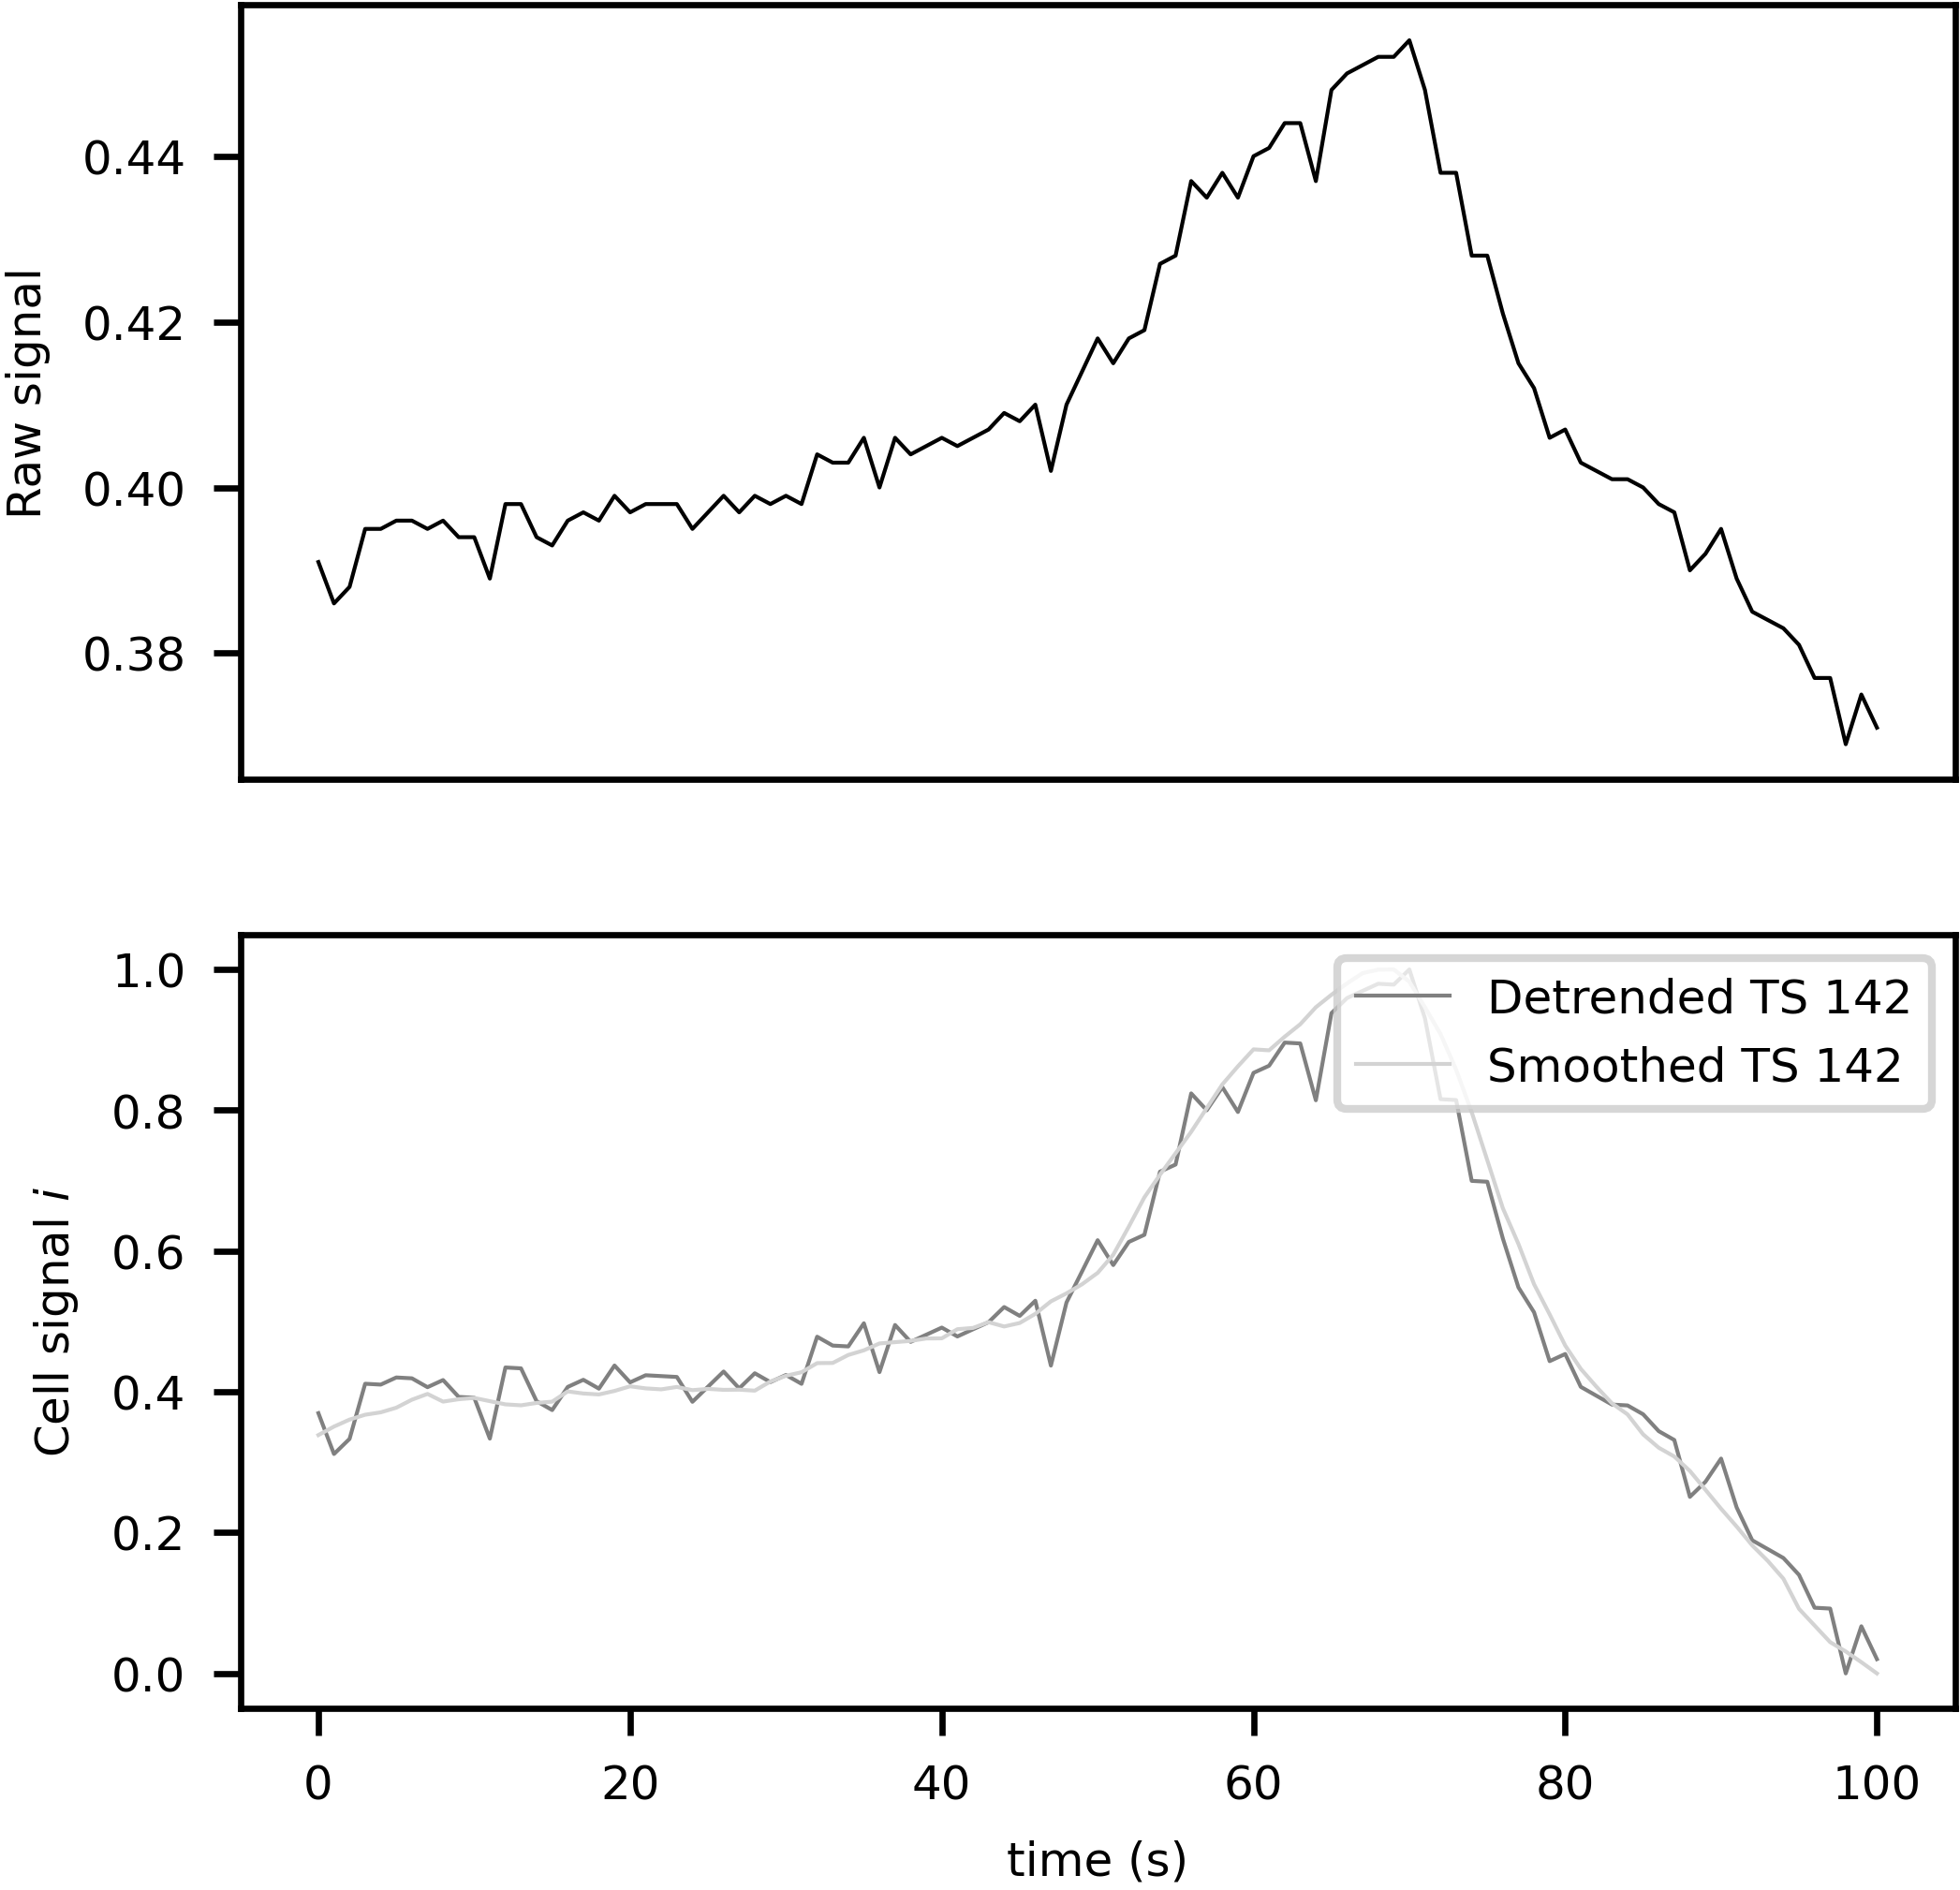 Raw signal
0.44
0.42
0.40
0.38
Cell signal i
1.0
0.8
0.6
0.4
0.2
0.0
Detrended TS 142
Smoothed TS 142
0 20 40 60 80 100
time (s)